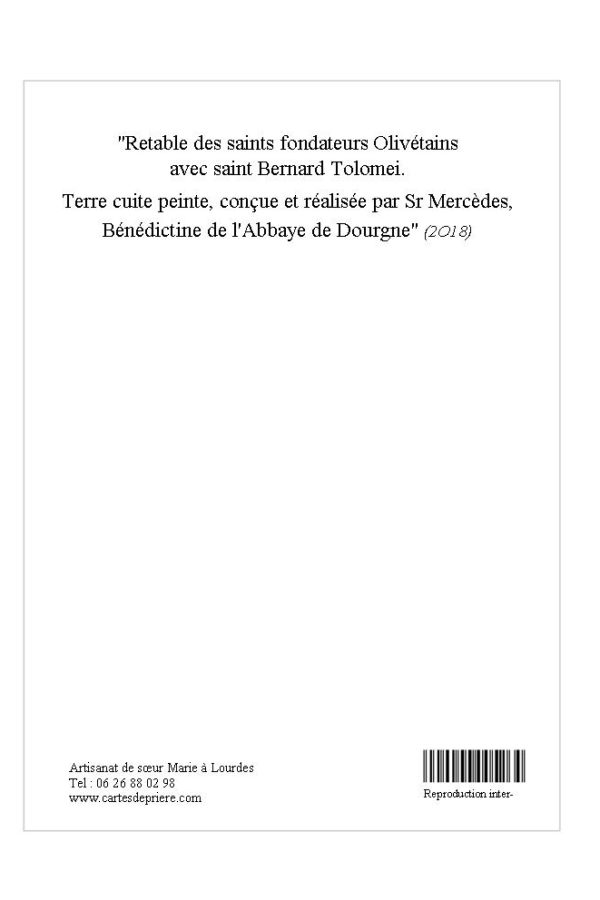 "Retable des saints fondateurs Olivétains
avec saint Bernard Tolomei.
Terre cuite peinte, conçue et réalisée par Sr Mercèdes,
Bénédictine de l'Abbaye de Dourgne" (2018)
Artisanat de sœur Marie à Lourdes
Tel : 06 26 88 02 98
www.cartesdepriere.com
Reproduction inter-